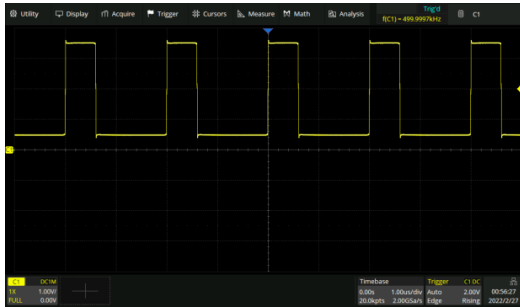 Utility Display Acquire Trigger Cursors Measure Math Analysis Trig'd
f(C1) = 499.9997kHz C1
C1
C1 DC1M
1X 1.00V/
FULL 0.00V
Timebase Trigger C1 DC
0.00s 1.00us/div Auto 2.00V 00:56:27
20.0kpts 2.00GSa/s Edge Rising 2022/2/27